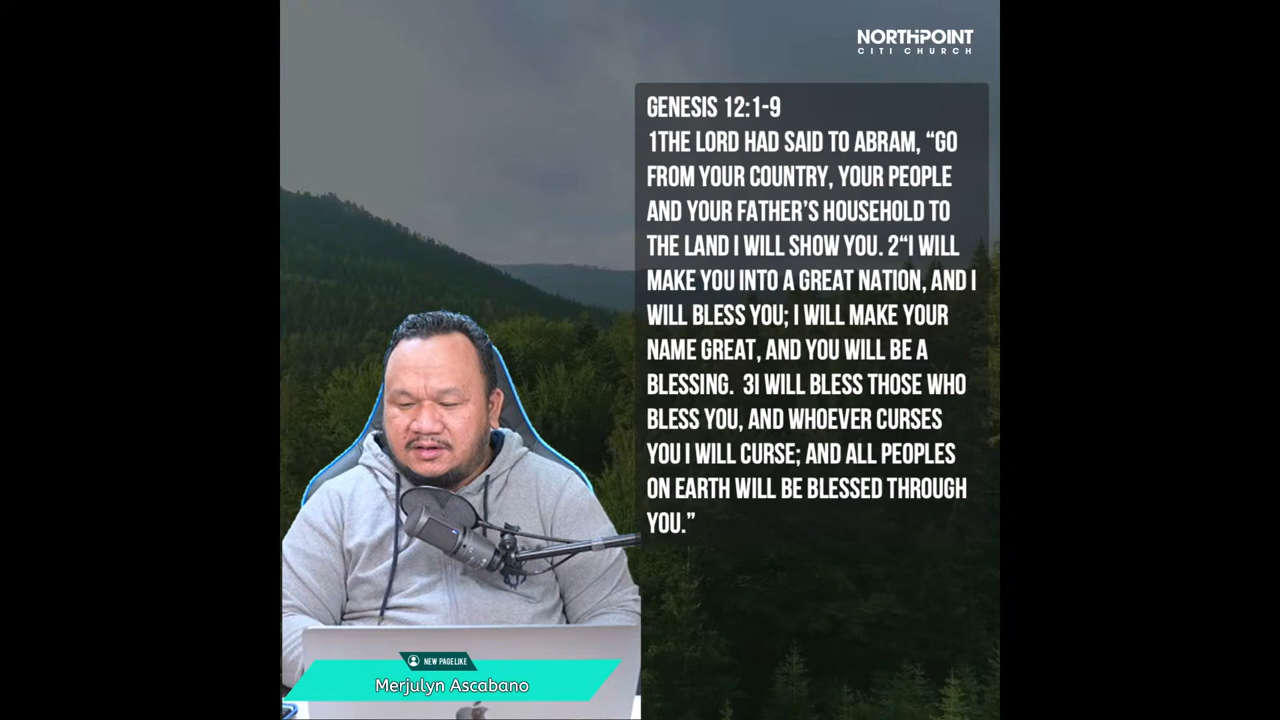 NORTHPOINT
CITI CHURCH
GENESIS 12:1-9
1THE LORD HAD SAID TO ABRAM, “GO
FROM YOUR COUNTRY, YOUR PEOPLE
AND YOUR FATHER’S HOUSEHOLD TO
THE LAND I WILL SHOW YOU. 2“I WILL
MAKE YOU INTO A GREAT NATION, AND I
WILL BLESS YOU; I WILL MAKE YOUR
NAME GREAT, AND YOU WILL BE A
BLESSING.  3I WILL BLESS THOSE WHO
BLESS YOU, AND WHOEVER CURSES
YOU I WILL CURSE; AND ALL PEOPLES
ON EARTH WILL BE BLESSED THROUGH
YOU.”
NEW PAGELIKE
Merjulyn Ascabano